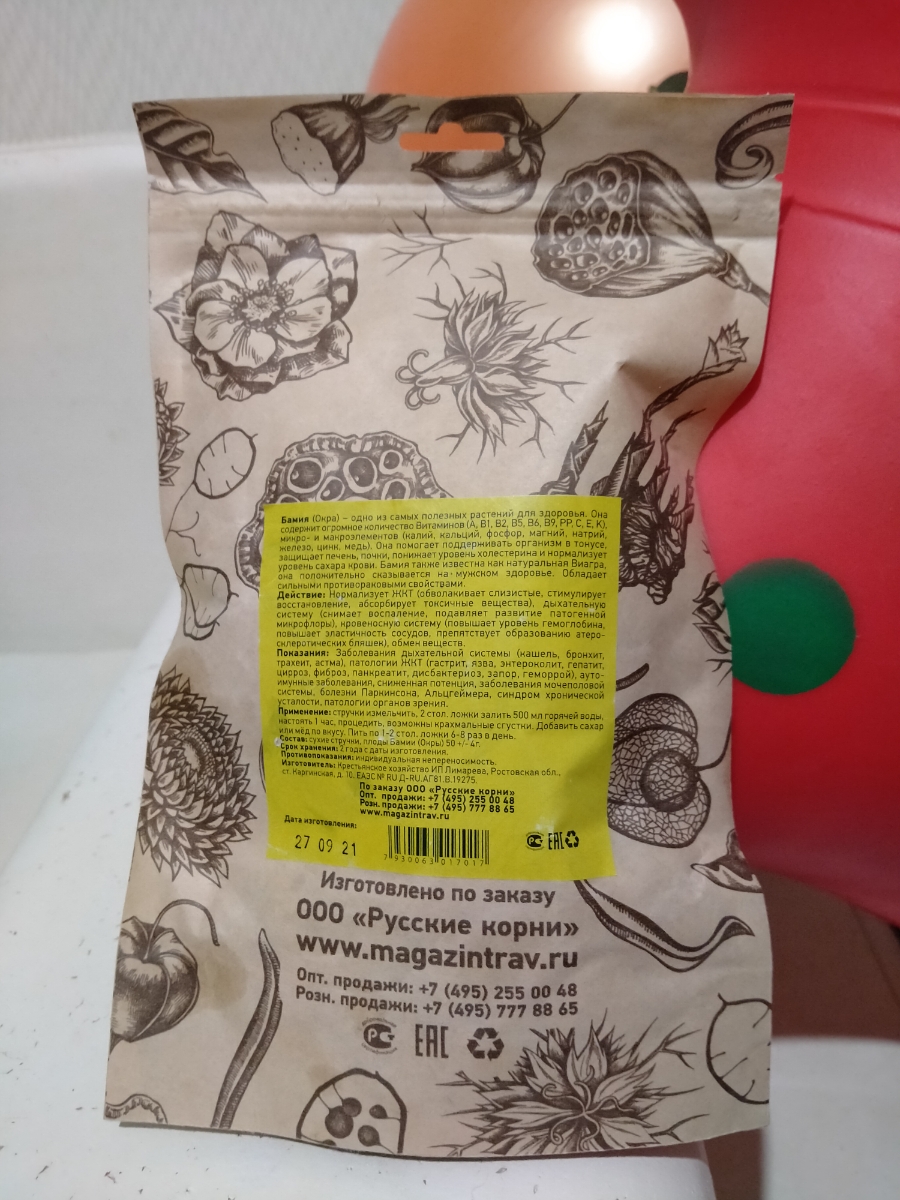 Бамия (Окра) – одно из самых полезных растений для здоровья. Она
содержит огромное количество Витаминов (А, В1, В2, В5, В6, В9, РР, С, Е, К),
микро- и макроэлементов (калий, кальций, фосфор, магний, натрий,
железо, цинк, медь). Она помогает поддерживать организм в тонусе,
защищает печень, почки, понижает уровень холестерина и нормализует
уровень сахара крови. Бамия также известна как натуральная Виагра,
она положительно сказывается на мужском здоровье. Обладает
сильными противораковыми свойствами.
Действие: Нормализует ЖКТ (обволакивает слизистые, стимулирует
восстановление, абсорбирует токсичные вещества), дыхательную
систему (снимает воспаление, подавляет развитие патогенной
микрофлоры), кровеносную систему (повышает уровень гемоглобина,
повышает эластичность сосудов, препятствует образованию атеро-
склеротических бляшек), обмен веществ.
Показания: Заболевания дыхательной системы (кашель, бронхит,
трахеит, астма), патологии ЖКТ (гастрит, язва, энтероколит, гепатит,
цирроз, фиброз, панкреатит, дисбактериоз, запор, геморрой), ауто-
имунные заболевания, сниженная потенция, заболевания мочеполовой
системы, болезни Паркинсона, Альцгеймера, синдром хронической
усталости, патологии органов зрения.
Применение: стручки измельчить, 2 стол. ложки залить 500 мл горячей воды,
настоять 1 час, процедить, возможны крахмальные сгустки. Добавить сахар
или мёд по вкусу. Пить по 1-2 стол. ложки 6-8 раз в день.
Состав: сухие стручки, плоды Бамии (Окры) 50 +/- 4г.
Срок хранения: 2 года с даты изготовления.
Противопоказания: индивидуальная непереносимость.
Изготовитель: Крестьянское хозяйство ИП Лимарева, Ростовская обл.,
ст. Каргинская, д. 10. ЕАЭС № RU Д-RU.АГ81.В.19275.
По заказу ООО «Русские корни»
Опт. продажи: +7 (495) 255 00 48
Розн. продажи: +7 (495) 777 88 65
www.magazintrav.ru
Дата изготовления:
27 09 21
7 930063 017017
РС EAC
Изготовлено по заказу
ООО «Русские корни»
www.magazintrav.ru
Опт. продажи: +7 (495) 255 00 48
Розн. продажи: +7 (495) 777 88 65
РС EAC